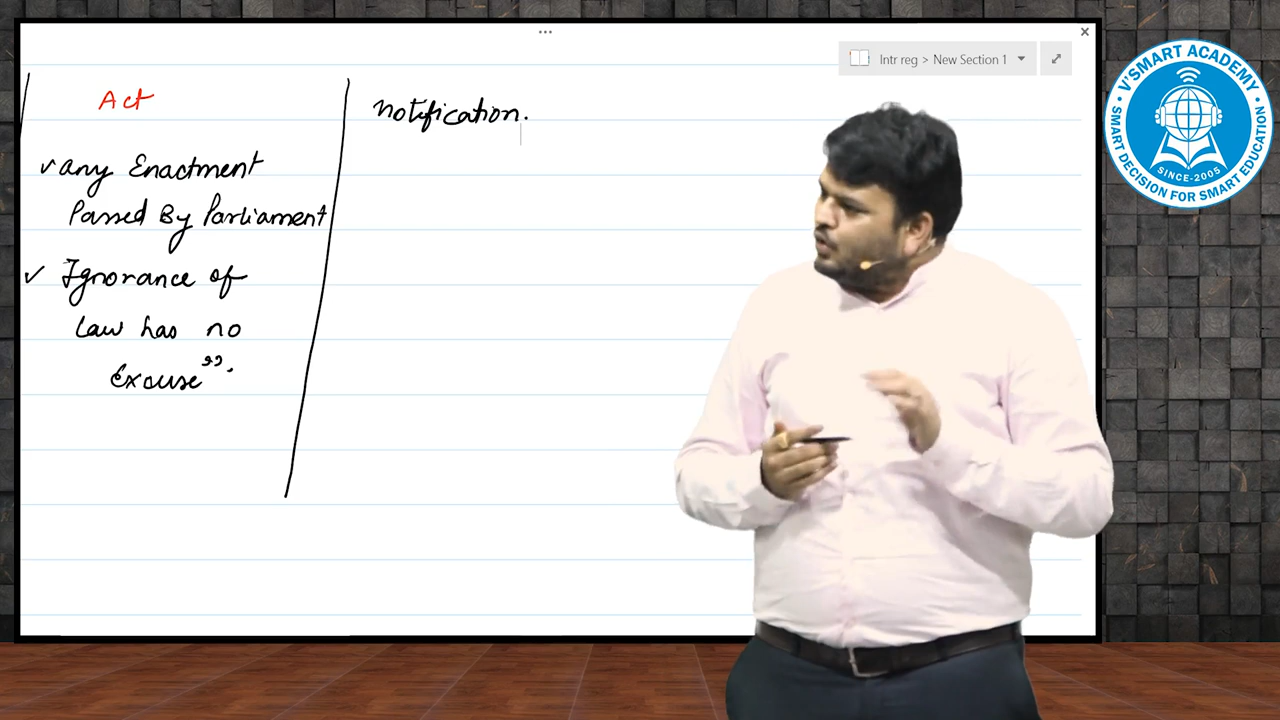 Intr reg > New Section 1
Act
✓ any Enactment
Passed By Parliament
✓ Ignorance of
Law has no
Excuse”.
Notification.
V'SMART ACADEMY
SINCE-2005
SMART DECISION FOR SMART EDUCATION